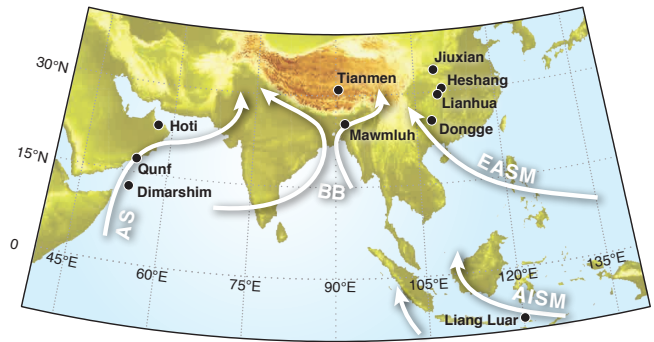 30°N
15°N
0
45°E
60°E
75°E
90°E
105°E
120°E
135°E
Jiuxian
Tianmen
Heshang
Lianhua
Hoti
Mawmluh
Dongge
Qunf
EASM
Dimarshim
BB
AS
AISM
Liang Luar